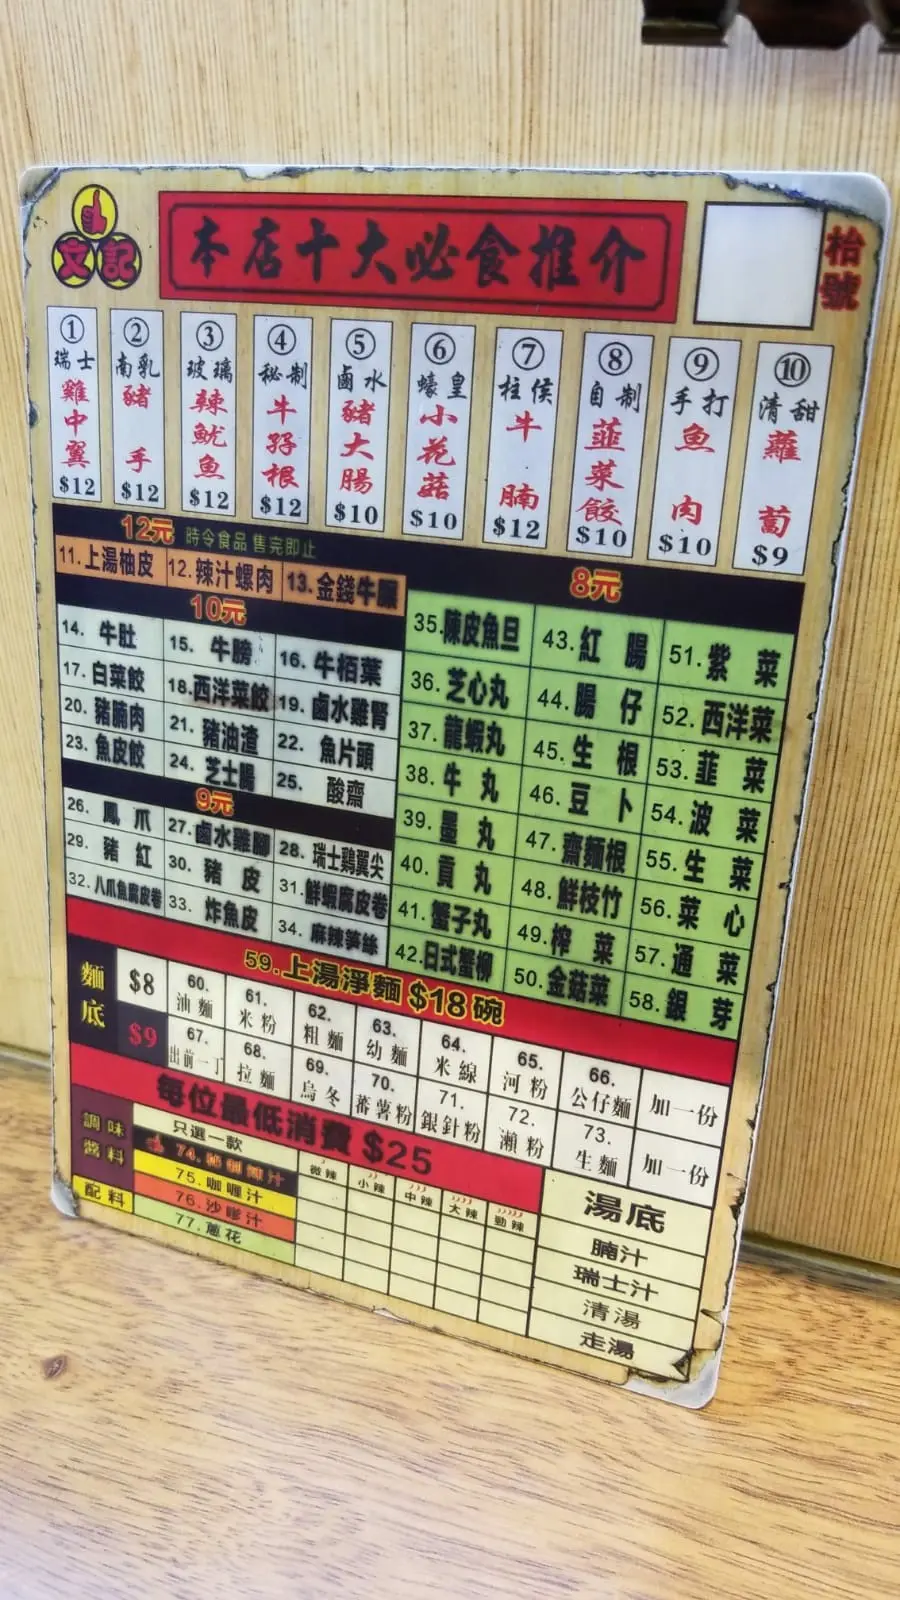 文記
本店十大必食推介
枱號
① 瑞士雞中翼 $12
② 南乳豬手 $12
③ 玻璃辣魷魚 $12
④ 秘制牛孖根 $12
⑤ 鹵水豬大腸 $10
⑥ 蠔皇小花菇 $10
⑦ 柱侯牛腩 $12
⑧ 自制韮菜餃 $10
⑨ 手打魚肉 $10
⑩ 清甜蘿蔔 $9
12元 時令食品 售完即止
11. 上湯柚皮 12. 辣汁螺肉 13. 金錢牛
10元
14. 牛肚 15. 牛膀 16. 牛栢葉
17. 白菜餃 18. 西洋菜餃 19. 鹵水雞腎
20. 豬腩肉 21. 豬油渣 22. 魚片頭
23. 魚皮餃 24. 芝士腸 25. 酸齋
9元
26. 鳳爪 27. 鹵水雞腳 28. 瑞士鷄翼尖
29. 豬紅 30. 豬皮 31. 鮮蝦腐皮卷
32. 八爪魚腐皮卷 33. 炸魚皮 34. 麻辣笋絲
8元
35. 陳皮魚旦 43. 紅腸 51. 紫菜
36. 芝心丸 44. 腸仔 52. 西洋菜
37. 龍蝦丸 45. 生根 53. 韮菜
38. 牛丸 46. 豆卜 54. 波菜
39. 墨丸 47. 齋麵根 55. 生菜
40. 貢丸 48. 鮮枝竹 56. 菜心
41. 蟹子丸 49. 榨菜 57. 通菜
42. 日式蟹柳 50. 金菇菜 58. 銀芽
59. 上湯淨麵 $18 碗
麵底
$8 60. 油麵 61. 米粉 62. 粗麵 63. 幼麵 64. 米線 65. 河粉 66. 公仔麵 加一份
$9 67. 出前一丁 68. 拉麵 69. 烏冬 70. 蕃薯粉 71. 銀針粉 72. 瀨粉 73. 生麵 加一份
每位最低消費 $25
調味醬料 只選一款
微辣 小辣 中辣 大辣 勁辣
74. 秘制辣汁
75. 咖喱汁
76. 沙嗲汁
配料 77. 蔥花
湯底
腩汁
瑞士汁
清湯
走湯